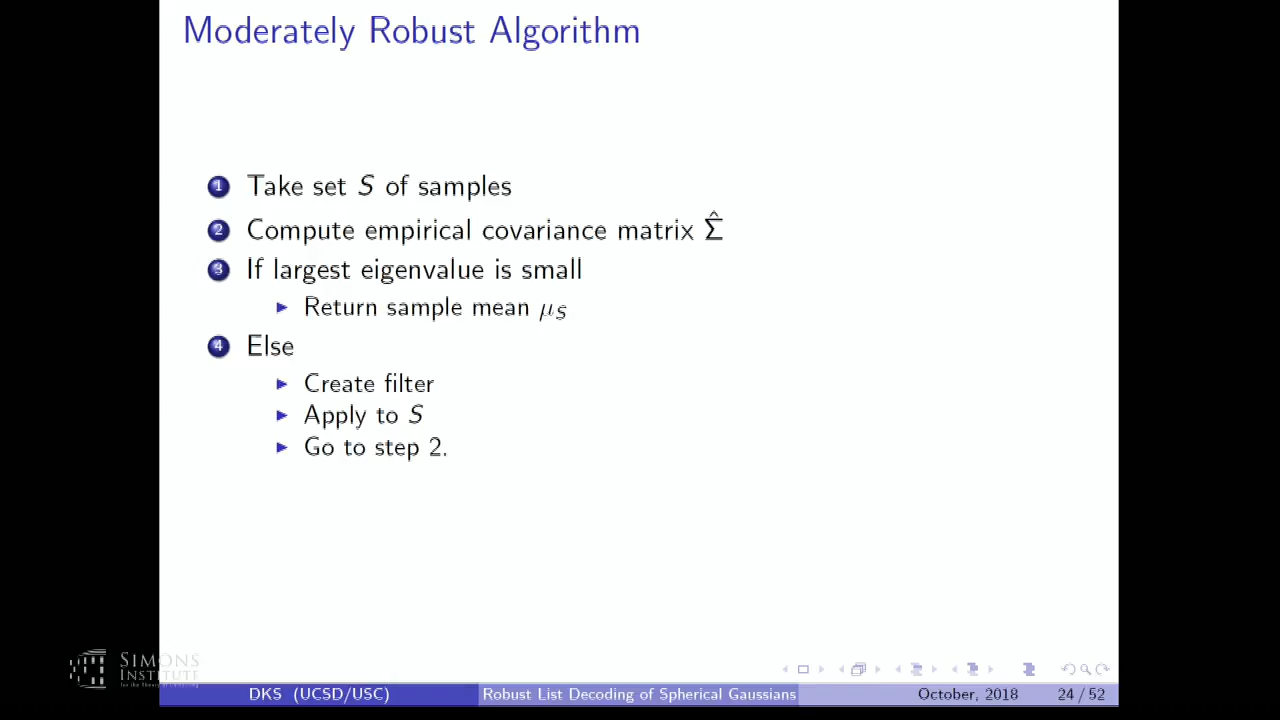 Moderately Robust Algorithm
1 Take set S of samples
2 Compute empirical covariance matrix Σ̂
3 If largest eigenvalue is small
▶ Return sample mean μS
4 Else
▶ Create filter
▶ Apply to S
▶ Go to step 2.
SIMONS
INSTITUTE
DKS (UCSD/USC) Robust List Decoding of Spherical Gaussians October, 2018 24 / 52